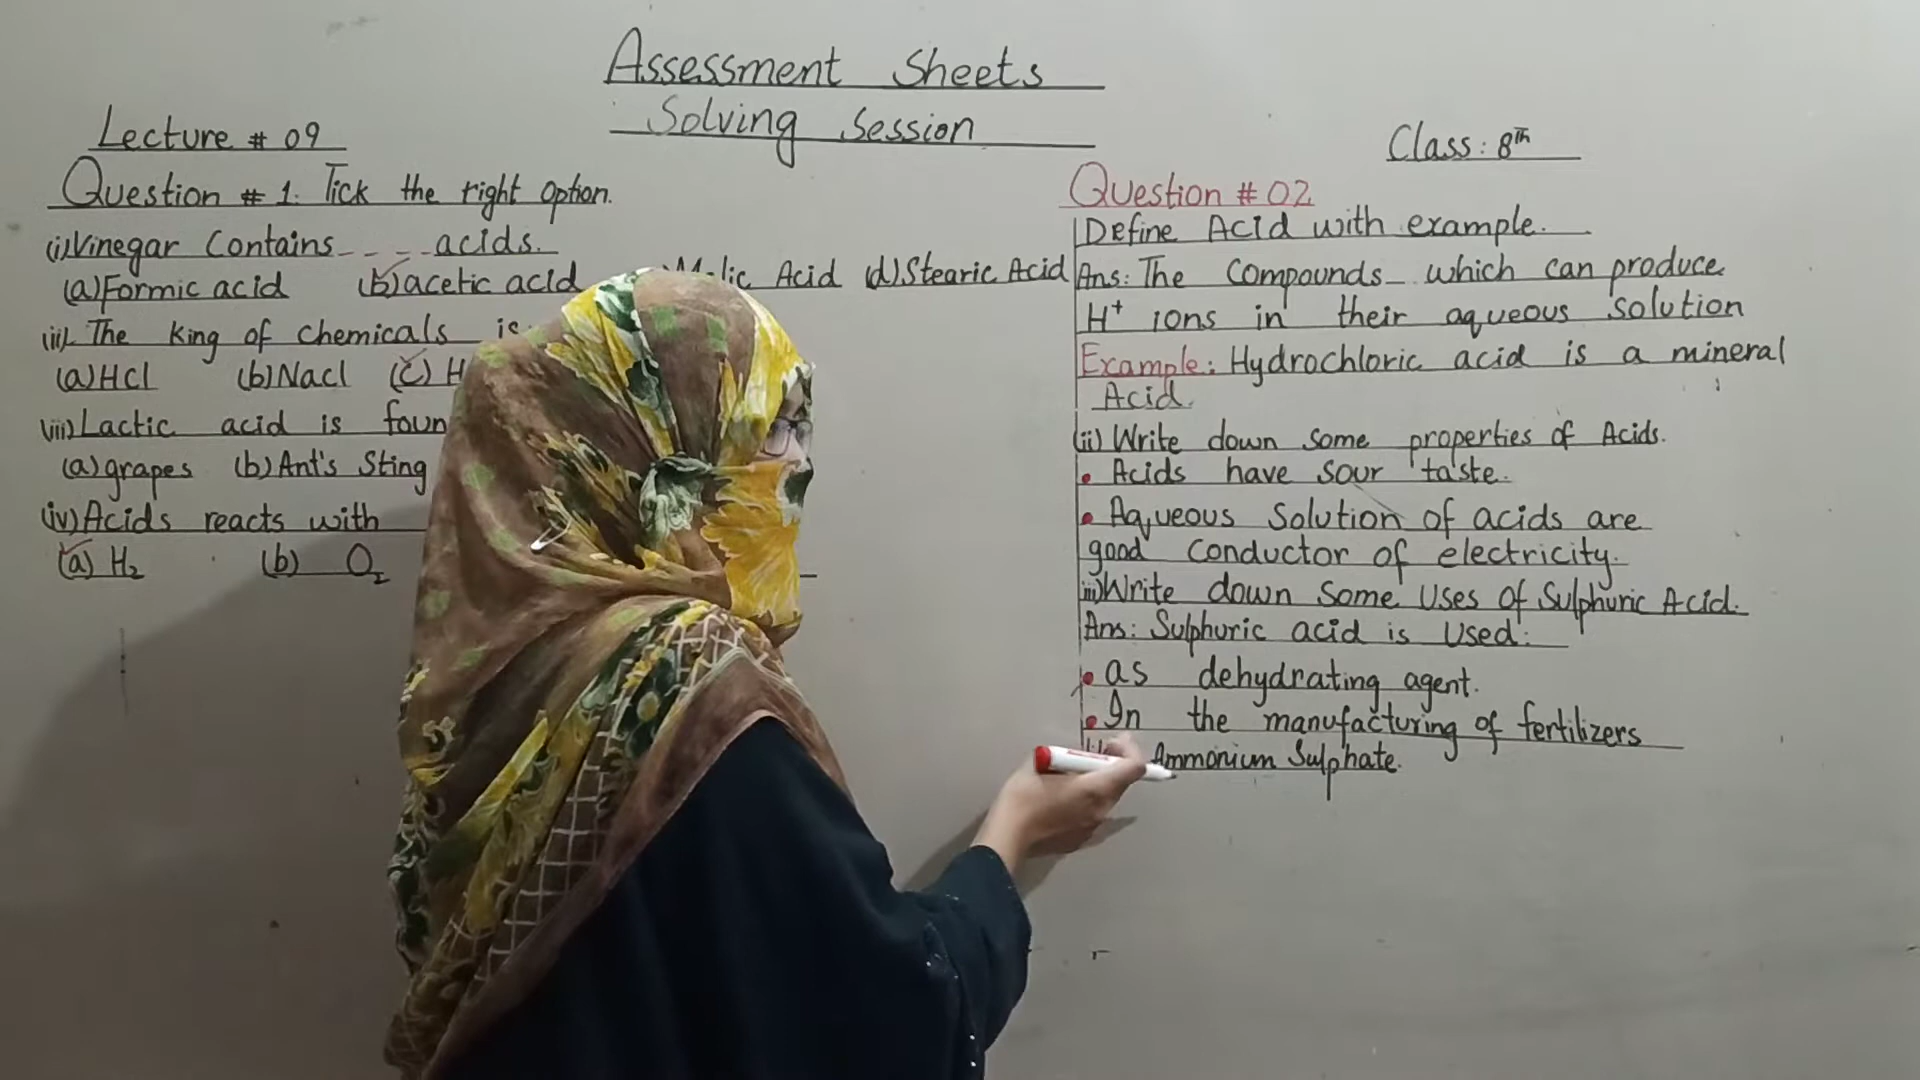 Assessment Sheets
Solving Session
Lecture # 09
Class: 8th
Question # 1: Tick the right option.
(i) Vinegar Contains _ _ _ _ acids.
(a) Formic acid (b) acetic acid Acid (d) Stearic Acid
(ii) The King of chemicals is
(a) HCl (b) Nacl (c) H
(iii) Lactic acid is foun
(a) grapes (b) Ant's Sting
(iv) Acids reacts with
(a) H2 (b) O2
Question # 02
Define Acid with example.
Ans: The Compounds which can produce
H+ ions in their aqueous solution
Example: Hydrochloric acid is a mineral
Acid.
(ii) Write down some properties of Acids.
• Acids have sour taste.
• Aqueous Solution of acids are
good Conductor of electricity.
iii) Write down some Uses of Sulphuric Acid.
Ans: Sulphuric acid is Used:
• as dehydrating agent.
• In the manufacturing of fertilizers
Ammonium Sulphate.